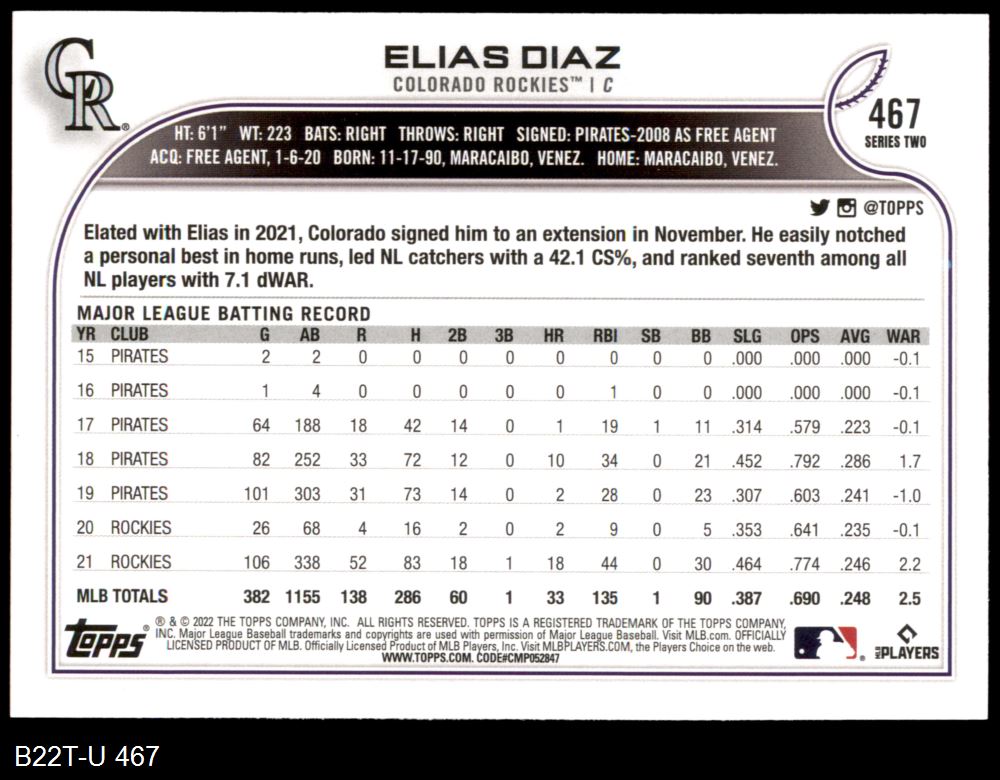 CR®
ELIAS DIAZ
COLORADO ROCKIES™ | C
467
SERIES TWO
HT: 6'1" WT: 223 BATS: RIGHT THROWS: RIGHT SIGNED: PIRATES-2008 AS FREE AGENT
ACQ: FREE AGENT, 1-6-20 BORN: 11-17-90, MARACAIBO, VENEZ. HOME: MARACAIBO, VENEZ.
@TOPPS
Elated with Elias in 2021, Colorado signed him to an extension in November. He easily notched
a personal best in home runs, led NL catchers with a 42.1 CS%, and ranked seventh among all
NL players with 7.1 dWAR.
MAJOR LEAGUE BATTING RECORD
YR CLUB G AB R H 2B 3B HR RBI SB BB SLG OPS AVG WAR
15 PIRATES 2 2 0 0 0 0 0 0 0 0 .000 .000 .000 -0.1
16 PIRATES 1 4 0 0 0 0 0 1 0 0 .000 .000 .000 -0.1
17 PIRATES 64 188 18 42 14 0 1 19 1 11 .314 .579 .223 -0.1
18 PIRATES 82 252 33 72 12 0 10 34 0 21 .452 .792 .286 1.7
19 PIRATES 101 303 31 73 14 0 2 28 0 23 .307 .603 .241 -1.0
20 ROCKIES 26 68 4 16 2 0 2 9 0 5 .353 .641 .235 -0.1
21 ROCKIES 106 338 52 83 18 1 18 44 0 30 .464 .774 .246 2.2
MLB TOTALS 382 1155 138 286 60 1 33 135 1 90 .387 .690 .248 2.5
Topps®
® & © 2022 THE TOPPS COMPANY, INC. ALL RIGHTS RESERVED. TOPPS IS A REGISTERED TRADEMARK OF THE TOPPS COMPANY,
INC. Major League Baseball trademarks and copyrights are used with permission of Major League Baseball. Visit MLB.com. OFFICIALLY
LICENSED PRODUCT OF MLB. Officially Licensed Product of MLB Players, Inc. Visit MLBPLAYERS.COM, the Players Choice on the web.
WWW.TOPPS.COM. CODE#CMP052847
®
MLB PLAYERS
B22T-U 467